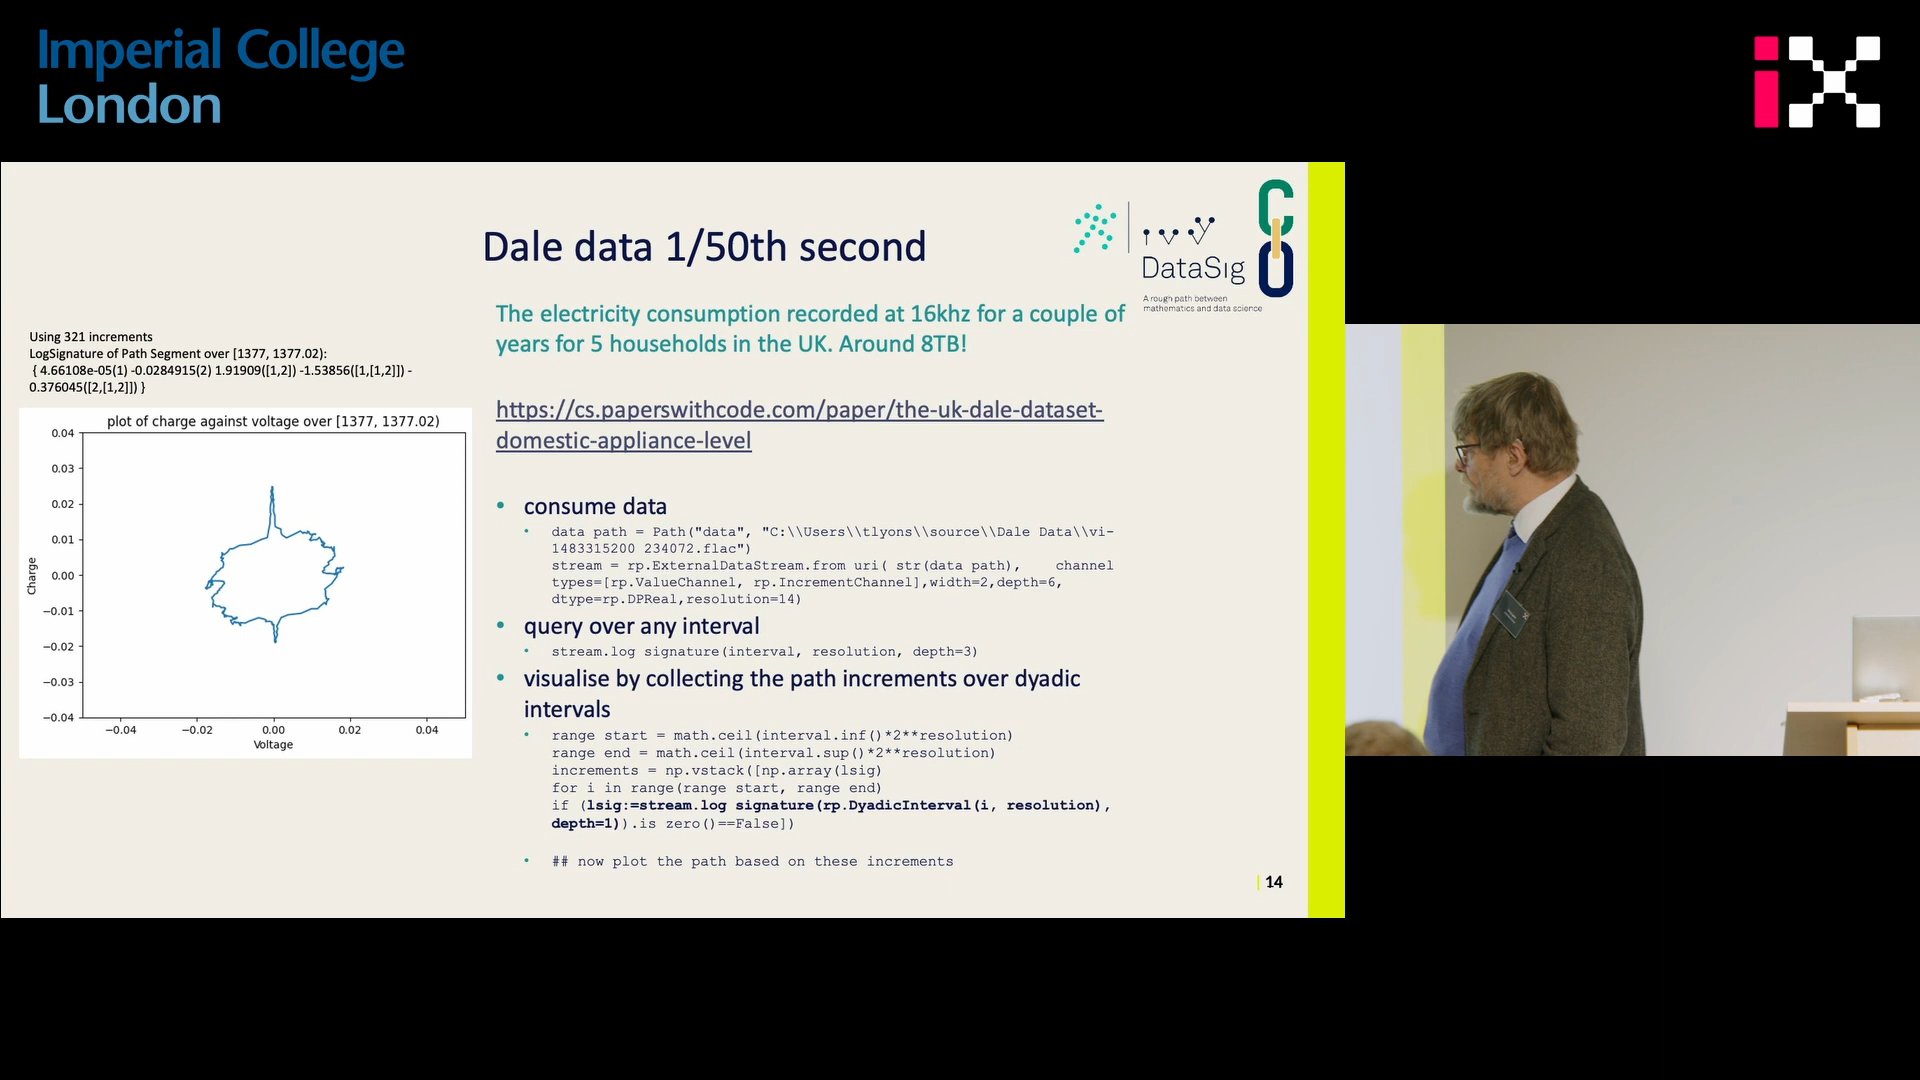 Imperial College
London
iX
Dale data 1/50th second
DataSig
A rough path between
mathematics and data science
The electricity consumption recorded at 16khz for a couple of
years for 5 households in the UK. Around 8TB!
https://cs.paperswithcode.com/paper/the-uk-dale-dataset-
domestic-appliance-level
Using 321 increments
LogSignature of Path Segment over [1377, 1377.02):
{ 4.66108e-05(1) -0.0284915(2) 1.91909([1,2]) -1.53856([1,[1,2]]) -
0.376045([2,[1,2]]) }
plot of charge against voltage over [1377, 1377.02)
0.04
0.03
0.02
0.01
0.00
−0.01
−0.02
−0.03
−0.04
Charge
−0.04 −0.02 0.00 0.02 0.04
Voltage
• consume data
• data path = Path("data", "C:\\Users\\tlyons\\source\\Dale Data\\vi-
1483315200 234072.flac")
stream = rp.ExternalDataStream.from uri( str(data path), channel
types=[rp.ValueChannel, rp.IncrementChannel],width=2,depth=6,
dtype=rp.DPReal,resolution=14)
• query over any interval
• stream.log signature(interval, resolution, depth=3)
• visualise by collecting the path increments over dyadic
intervals
• range start = math.ceil(interval.inf()*2**resolution)
range end = math.ceil(interval.sup()*2**resolution)
increments = np.vstack([np.array(lsig)
for i in range(range start, range end)
if (lsig:=stream.log signature(rp.DyadicInterval(i, resolution),
depth=1)).is zero()==False])
• ## now plot the path based on these increments
14